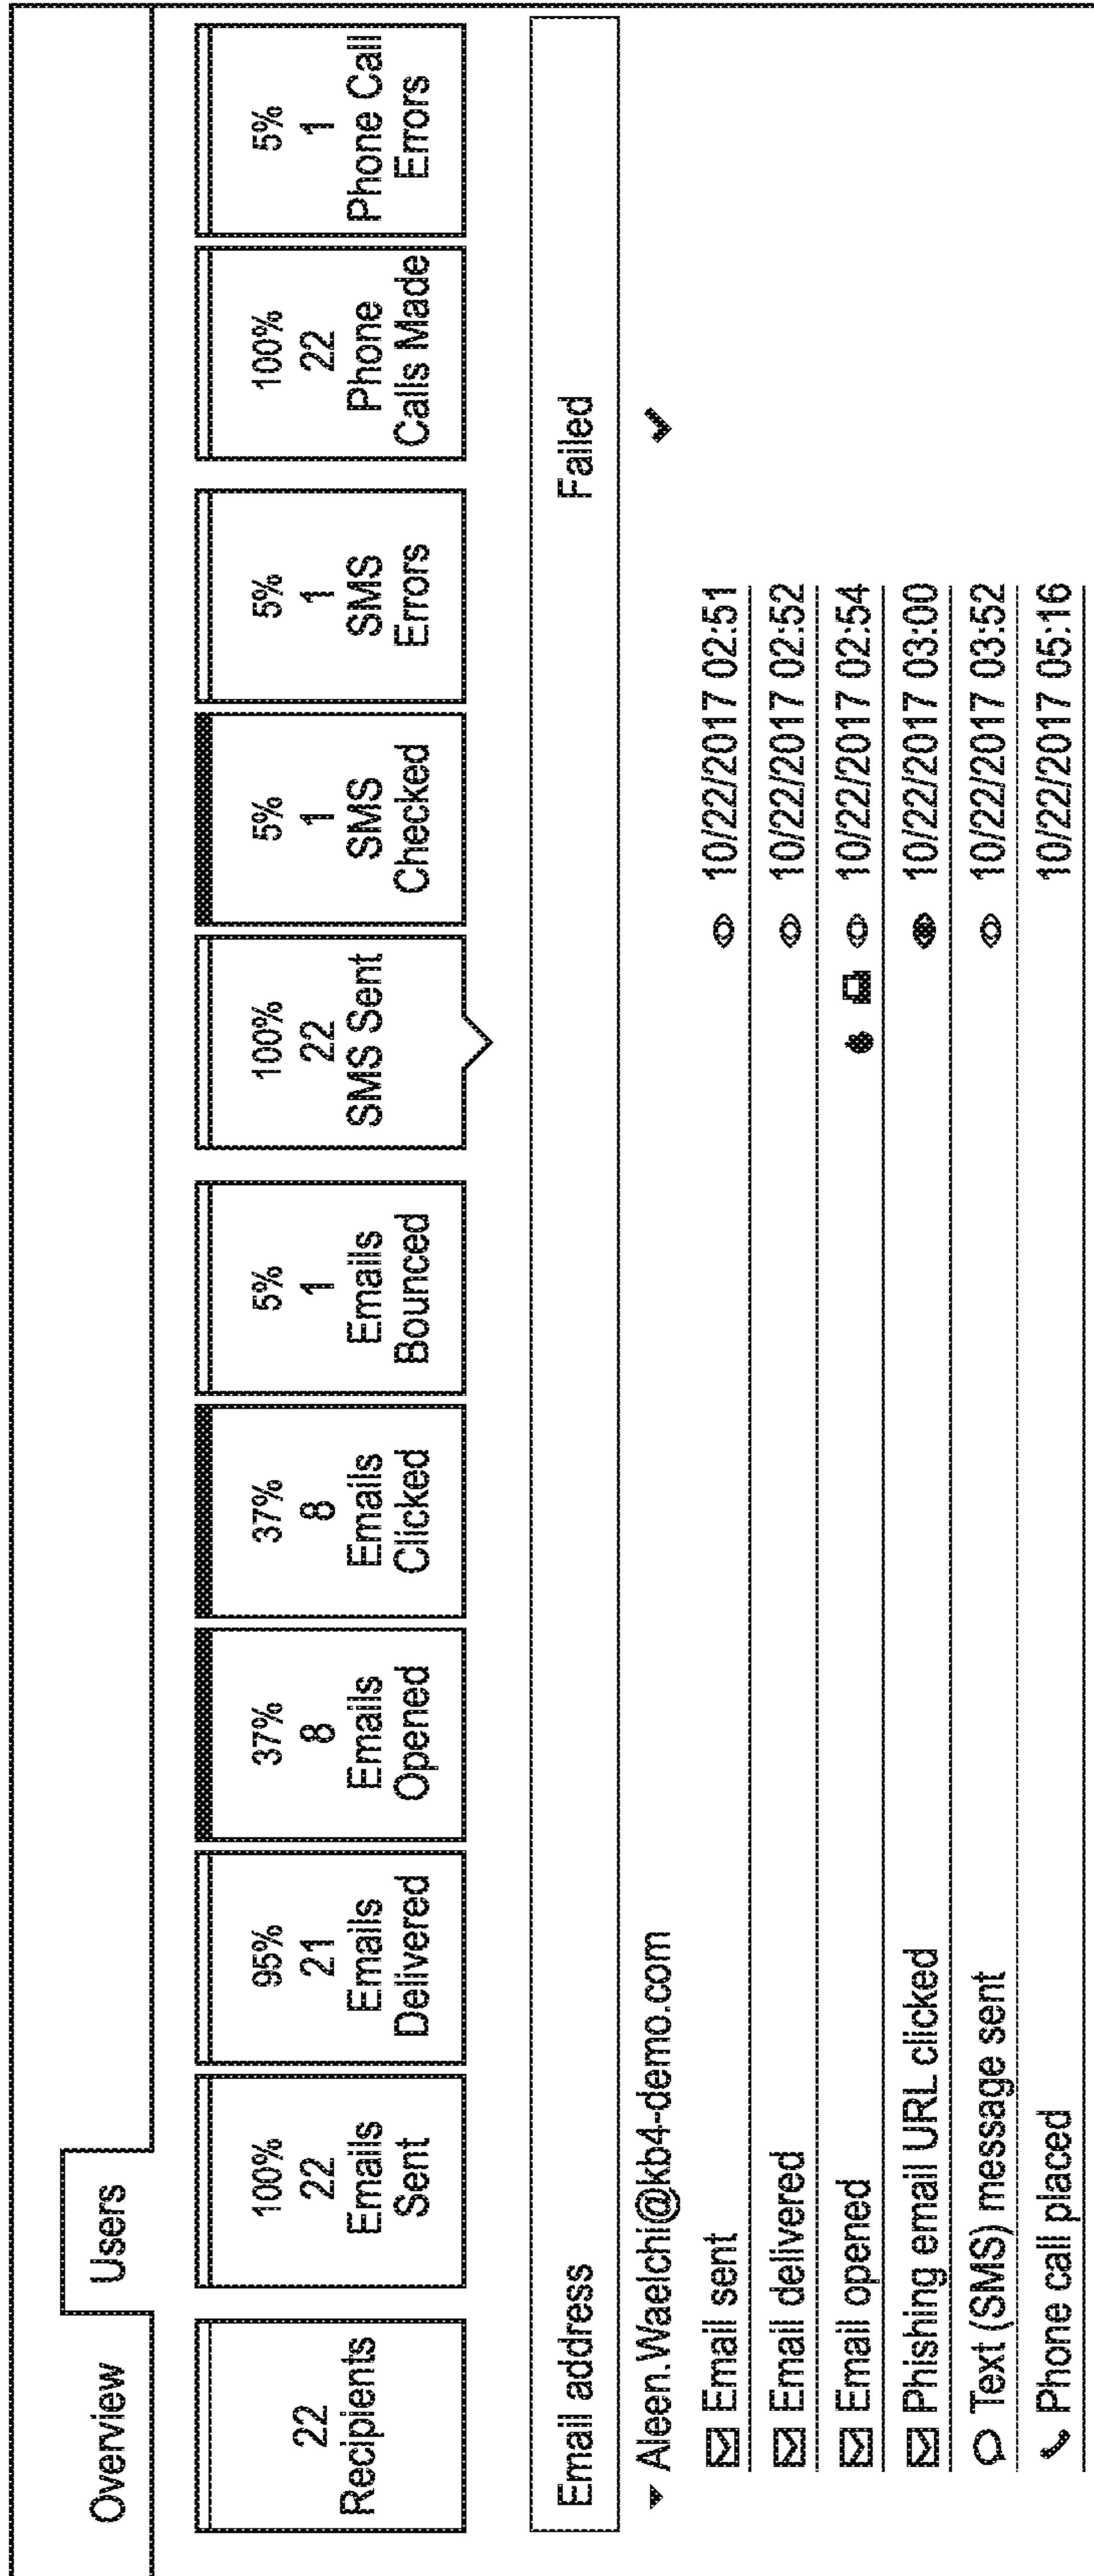 Overview
Users
22
Recipients
100%
22
Emails
Sent
95%
21
Emails
Delivered
37%
8
Emails
Opened
37%
8
Emails
Clicked
5%
1
Emails
Bounced
100%
22
SMS Sent
5%
1
SMS
Checked
5%
1
SMS
Errors
100%
22
Phone
Calls Made
5%
1
Phone Call
Errors
Email address Failed
Aleen.Waelchi@kb4-demo.com
Email sent 10/22/2017 02:51
Email delivered 10/22/2017 02:52
Email opened 10/22/2017 02:54
Phishing email URL clicked 10/22/2017 03:00
Text (SMS) message sent 10/22/2017 03:52
Phone call placed 10/22/2017 05:16